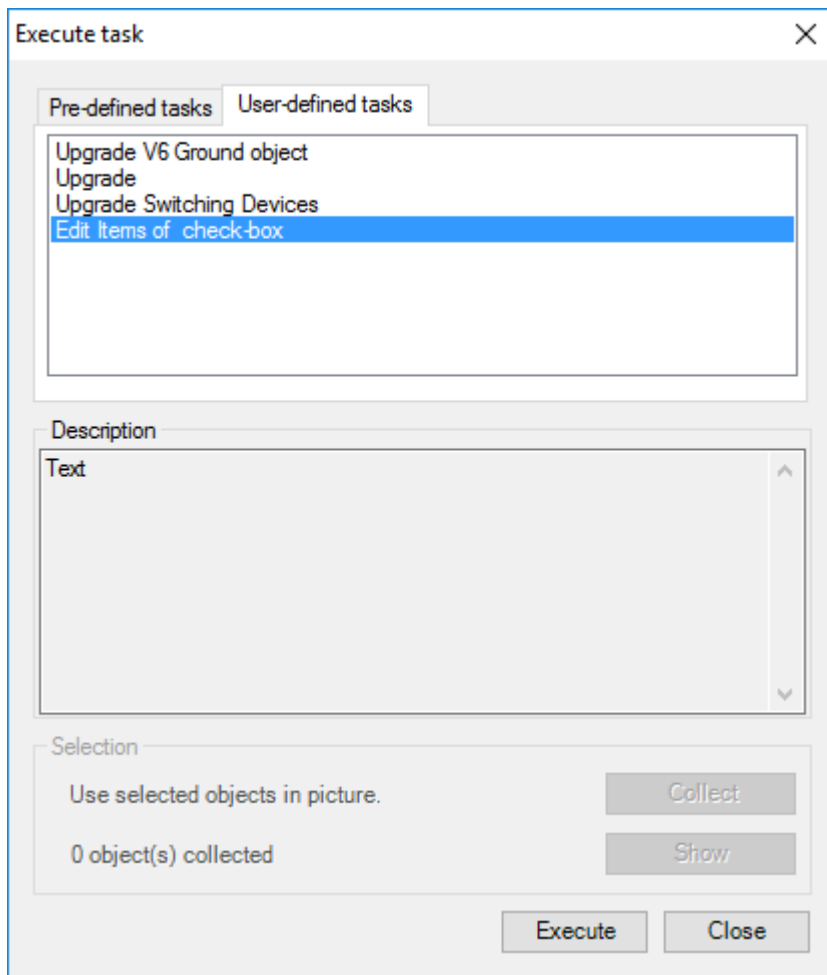 Execute task
Pre-defined tasks
User-defined tasks
Upgrade V6 Ground object
Upgrade
Upgrade Switching Devices
Edit Items of  check-box
Description
Text
Selection
Use selected objects in picture.
Collect
0 object(s) collected
Show
Execute
Close